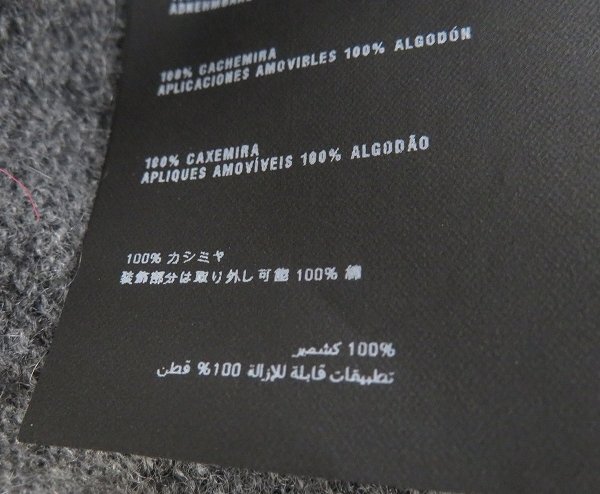 100% CACHEMIRA
APLICACIONES AMOVIBLES 100% ALGODÓN
100% CAXEMIRA
APLIQUES AMOVÍVEIS 100% ALGODÃO
100% カシミヤ
装飾部分は取り外し可能 100% 綿
100% كشمير
تطبيقات قابلة للإزالة 100% قطن